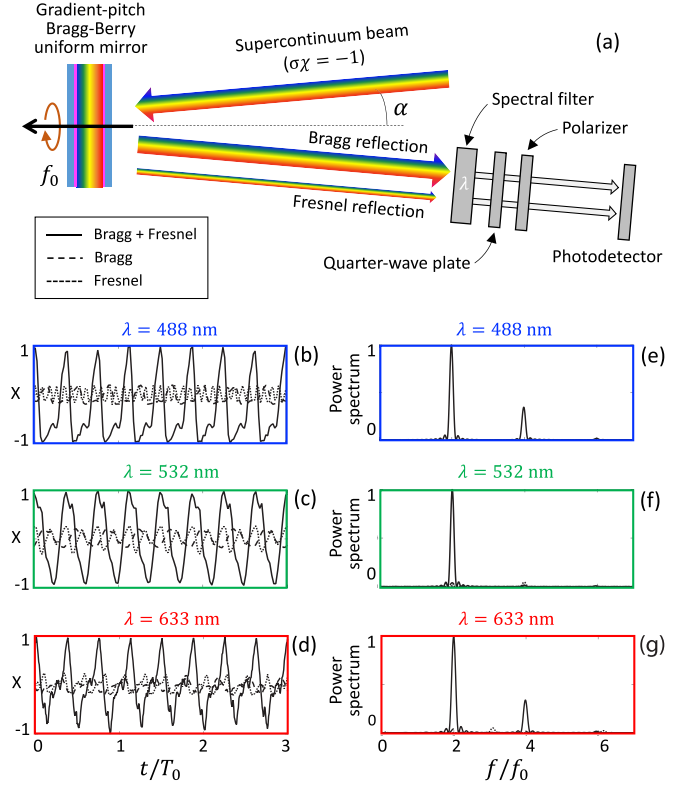 Gradient-pitch
Bragg-Berry
uniform mirror
Supercontinuum beam
(σχ = −1)
(a)
α
Spectral filter
Polarizer
Bragg reflection
λ
f₀
Fresnel reflection
Bragg + Fresnel
Bragg
Fresnel
Quarter-wave plate
Photodetector
λ = 488 nm
1
X
-1
(b)
λ = 488 nm
Power
spectrum
1
0
(e)
λ = 532 nm
1
X
-1
(c)
λ = 532 nm
Power
spectrum
1
0
(f)
λ = 633 nm
1
X
-1
(d)
0 1 2 3
t/T₀
λ = 633 nm
Power
spectrum
1
0
(g)
0 2 4 6
f/f₀